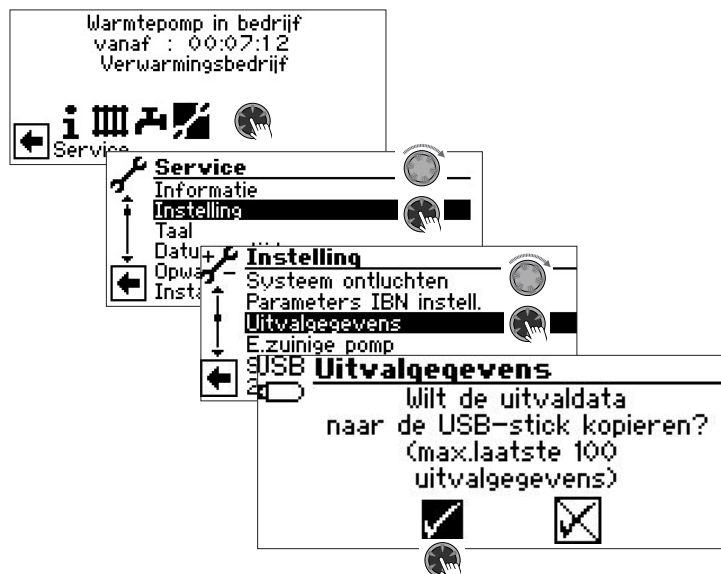 Warmtepomp in bedrijf
vanaf : 00:07:12
Verwarmingsbedrijf
Service
Service
Informatie
Instelling
Taal
Instelling
Systeem ontluchten
Parameters IBN instell.
Uitvalgegevens
E.zuinige pomp
USB Uitvalgegevens
Wilt de uitvaldata
naar de USB-stick kopieren?
(max.laatste 100
uitvalgegevens)